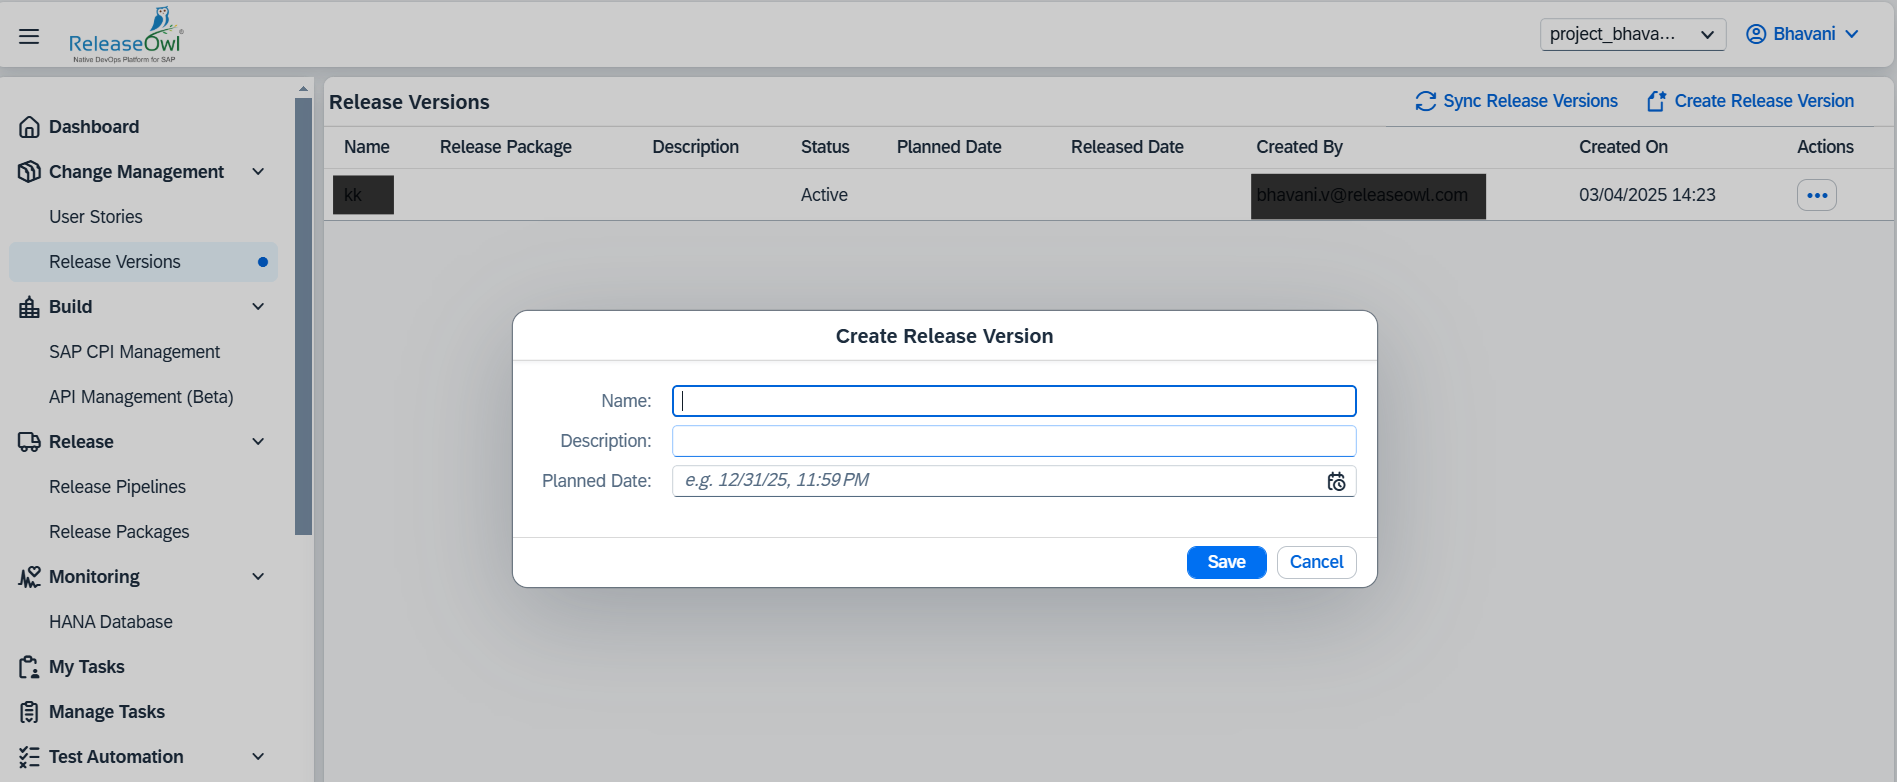 ReleaseOwl
Native DevOps Platform for SAP
project_bhava...
Bhavani
Dashboard
Change Management
User Stories
Release Versions
Build
SAP CPI Management
API Management (Beta)
Release
Release Pipelines
Release Packages
Monitoring
HANA Database
My Tasks
Manage Tasks
Test Automation
Release Versions
Sync Release Versions
Create Release Version
Name Release Package Description Status Planned Date Released Date Created By Created On Actions
kk Active bhavani.v@releaseowl.com 03/04/2025 14:23
Create Release Version
Name:
Description:
Planned Date: e.g. 12/31/25, 11:59 PM
Save Cancel